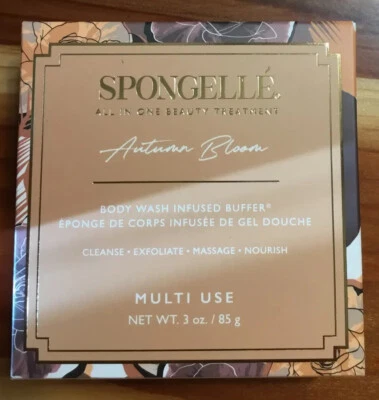 SPONGELLÉ.
ALL IN ONE BEAUTY TREATMENT
Autumn Bloom
BODY WASH INFUSED BUFFER®
ÉPONGE DE CORPS INFUSÉE DE GEL DOUCHE
CLEANSE • EXFOLIATE • MASSAGE • NOURISH
MULTI USE
NET WT. 3 oz. / 85 g